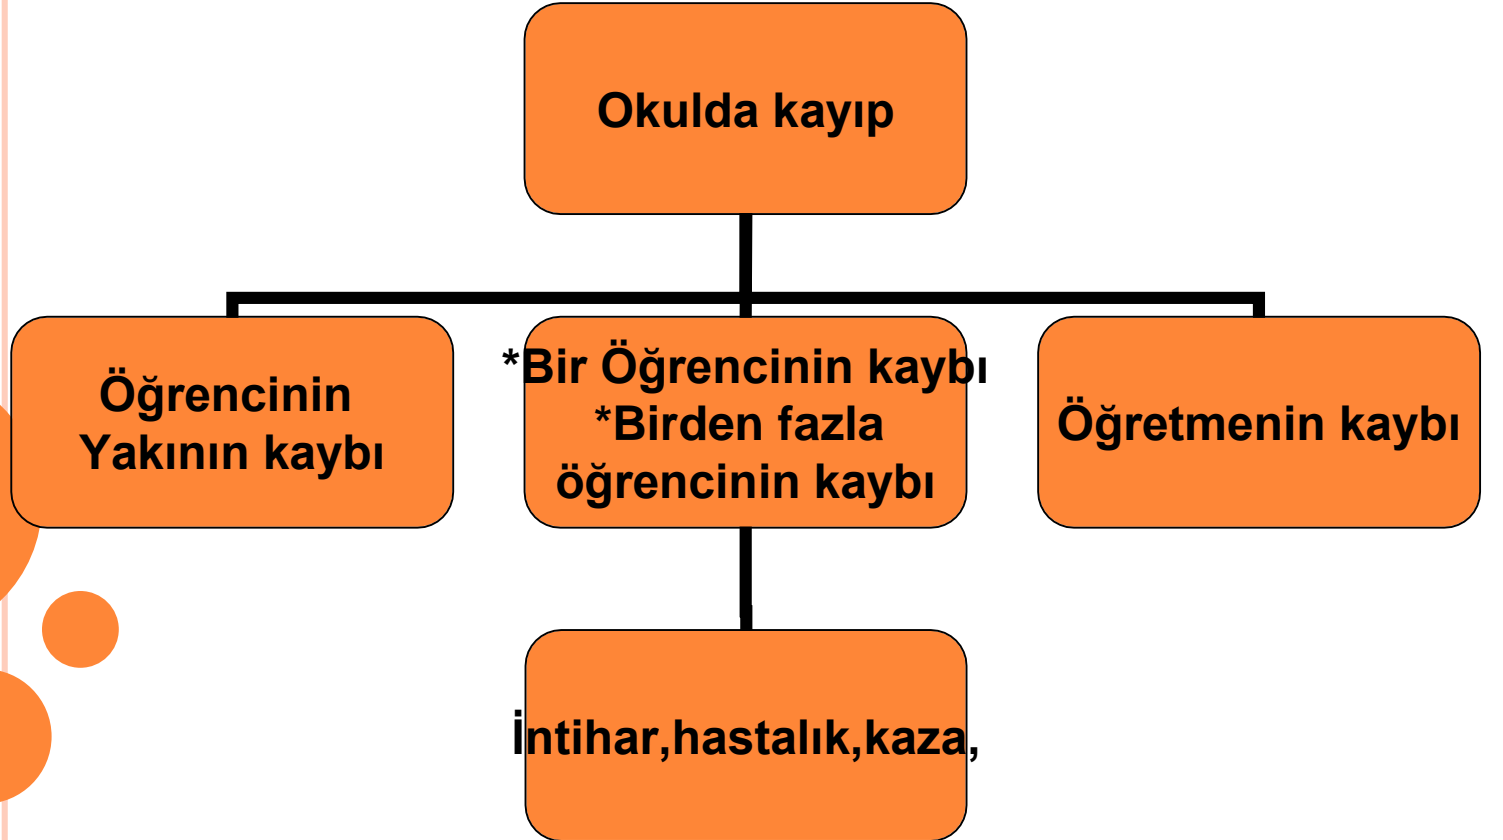 Okulda kayıp
Öğrencinin
Yakının kaybı
*Bir Öğrencinin kaybı
*Birden fazla
öğrencinin kaybı
Öğretmenin kaybı
İntihar,hastalık,kaza,